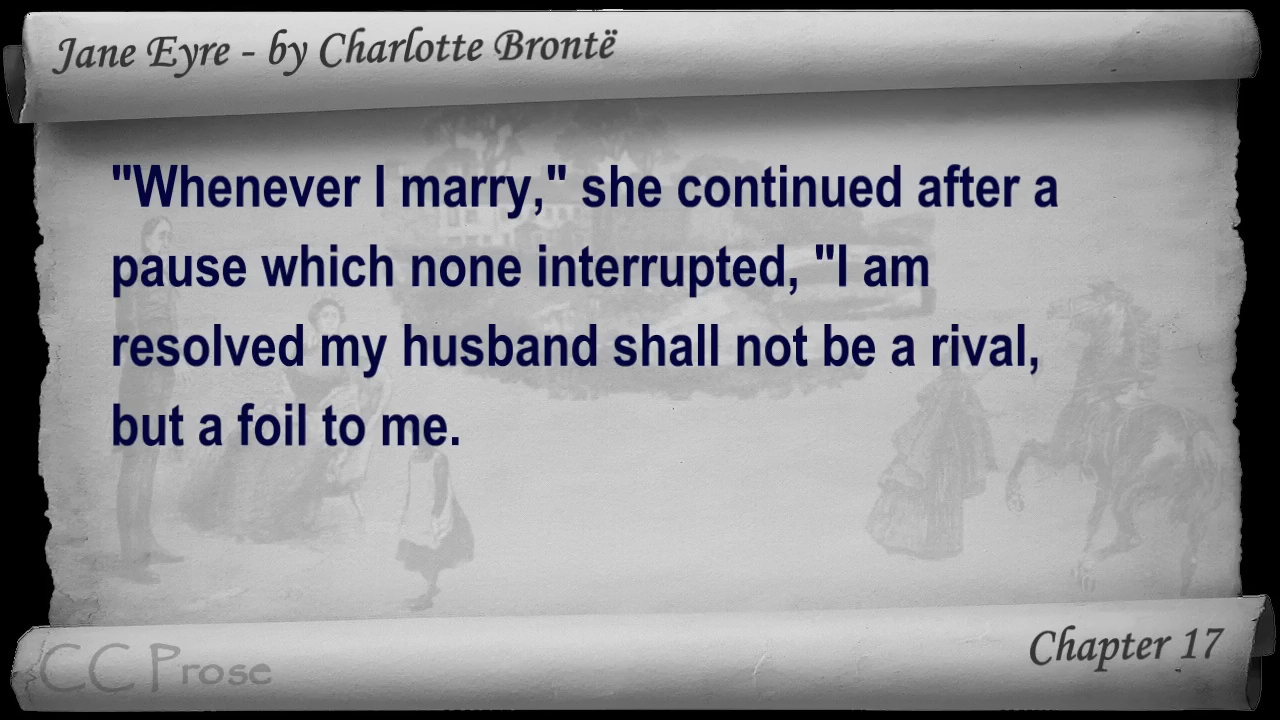 Jane Eyre - by Charlotte Brontë
"Whenever I marry," she continued after a
pause which none interrupted, "I am
resolved my husband shall not be a rival,
but a foil to me.
CC Prose
Chapter 17